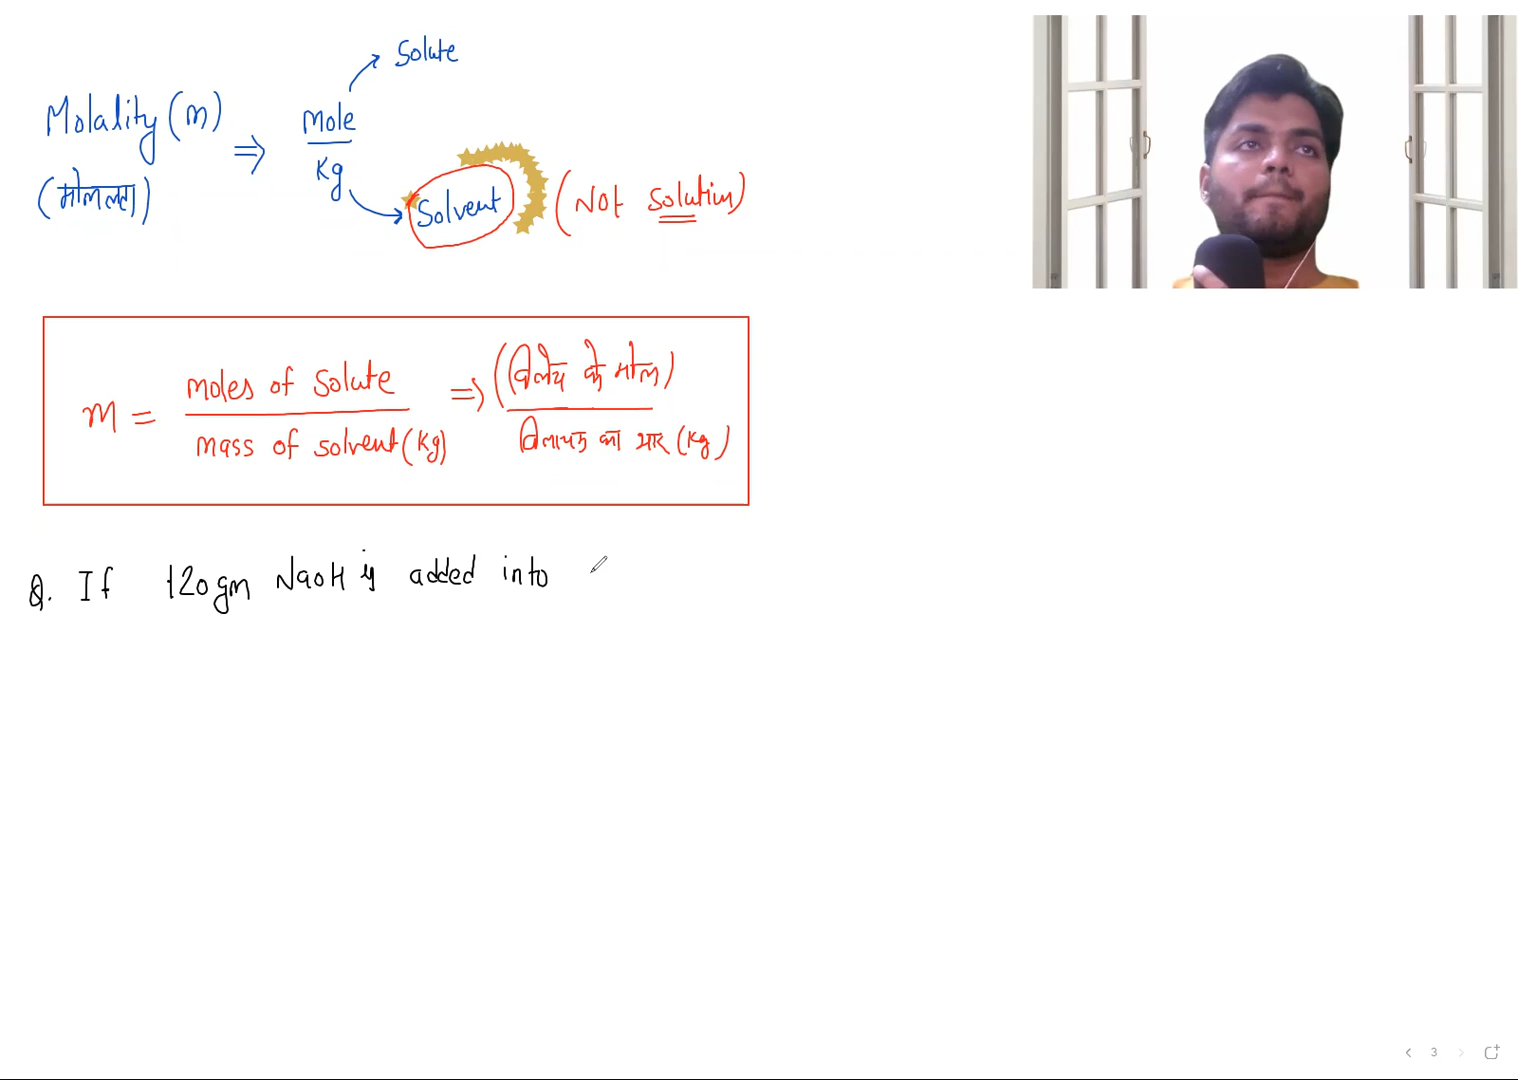 Solute
Molality (m) ⇒ Mole
Kg
(मोललता)
Solvent (Not solution)
m = moles of solute ⇒ (विलेय के मोल)
mass of solvent (kg) विलायक का भार (kg)
Q. If 120gm NaOH is added into
3